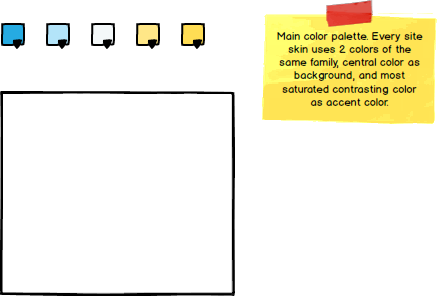 Main color palette. Every site
skin uses 2 colors of the
same family, central color as
background, and most
saturated contrasting color
as accent color.